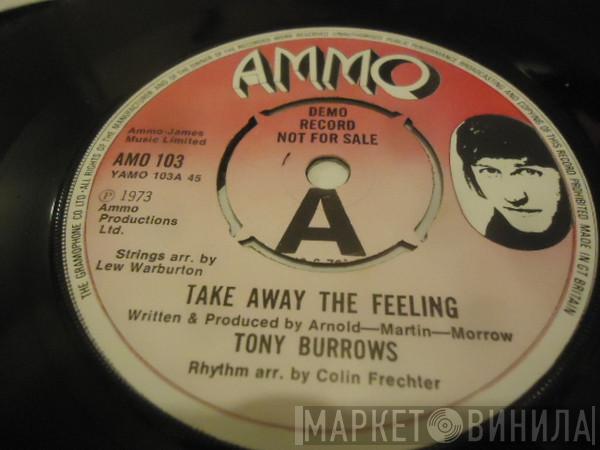 AMMO
DEMO
RECORD
NOT FOR SALE
Ammo-James
Music Limited
AMO 103
YAMO 103A 45
℗ 1973
Ammo
Productions
Ltd.
A
Strings arr. by
Lew Warburton
TAKE AWAY THE FEELING
Written & Produced by Arnold—Martin—Morrow
TONY BURROWS
Rhythm arr. by Colin Frechter
THE GRAMOPHONE CO LTD · ALL RIGHTS OF THE MANUFACTURER AND OF THE OWNER OF THE RECORDED WORK RESERVED UNAUTHORISED PUBLIC PERFORMANCE BROADCASTING AND COPYING OF THIS RECORD PROHIBITED MADE IN GT BRITAIN
МАРКЕТ ВИНИЛА